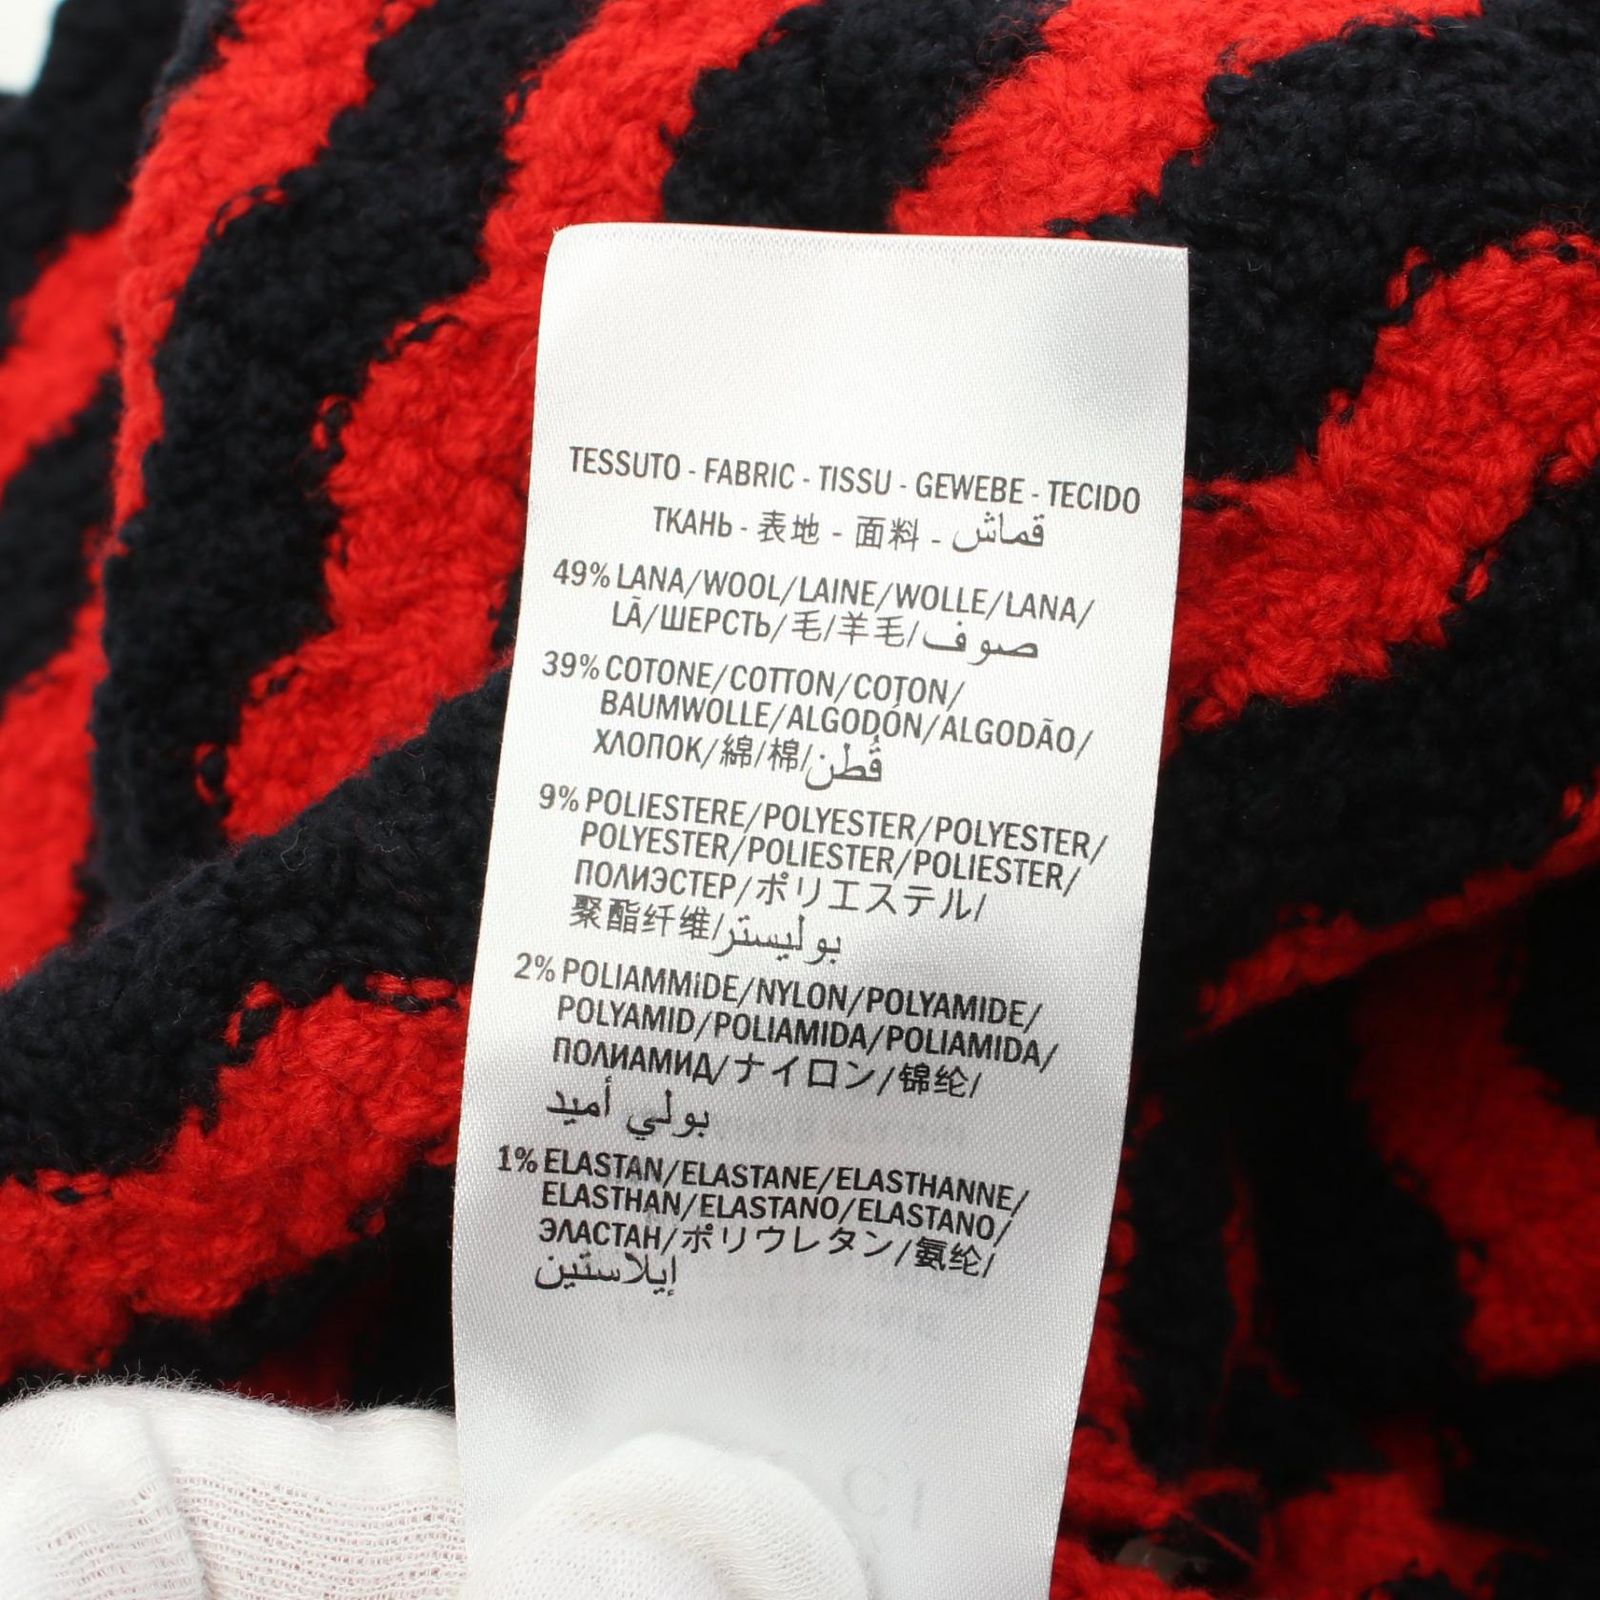 TESSUTO - FABRIC - TISSU - GEWEBE - TECIDO
ТКАНЬ - 表地 - 面料 - قماش
49% LANA/WOOL/LAINE/WOLLE/LANA/
LÃ/ШЕРСТЬ/毛/羊毛/صوف
39% COTONE/COTTON/COTON/
BAUMWOLLE/ALGODÓN/ALGODÃO/
ХЛОПОК/綿/棉/قُطن
9% POLIESTERE/POLYESTER/POLYESTER/
POLYESTER/POLIESTER/POLIESTER/
ПОЛИЭСТЕР/ポリエステル/
聚酯纤维/بوليستر
2% POLIAMMiDE/NYLON/POLYAMIDE/
POLYAMID/POLIAMIDA/POLIAMIDA/
ПОЛИАМИД/ナイロン/锦纶/
بولي أميد
1% ELASTAN/ELASTANE/ELASTHANNE/
ELASTHAN/ELASTANO/ELASTANO/
ЭЛАСТАН/ポリウレタン/氨纶/
إيلاستين